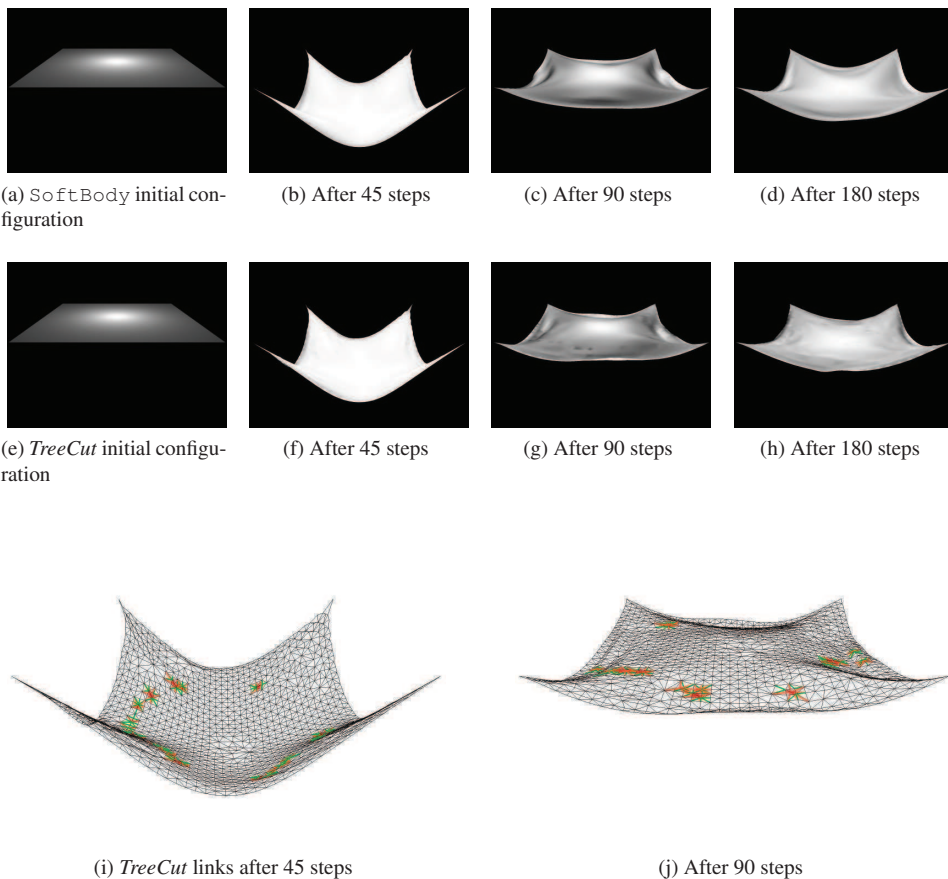 (a) SoftBody initial con-
figuration
(b) After 45 steps
(c) After 90 steps
(d) After 180 steps
(e) TreeCut initial configu-
ration
(f) After 45 steps
(g) After 90 steps
(h) After 180 steps
(i) TreeCut links after 45 steps
(j) After 90 steps